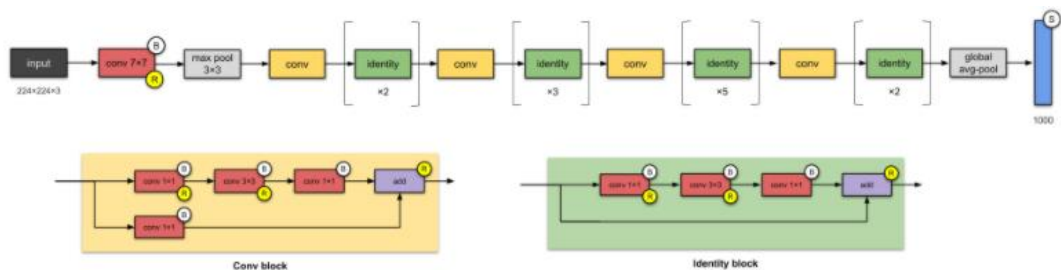 input
224×224×3
conv 7×7
B
R
max pool
3×3
conv
identity
×2
conv
identity
×3
conv
identity
×5
conv
identity
×2
global
avg-pool
S
1000
conv 1×1
B
R
conv 3×3
B
R
conv 1×1
B
add
R
conv 1×1
B
Conv block
conv 1×1
B
R
conv 3×3
B
R
conv 1×1
B
add
R
Identity block